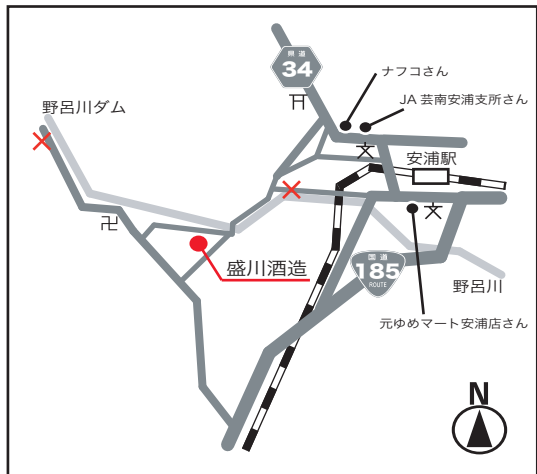 県道
34
ナフコさん
JA 芸南安浦支所さん
野呂川ダム
安浦駅
盛川酒造
国道
185
ROUTE
野呂川
元ゆめマート安浦店さん
N